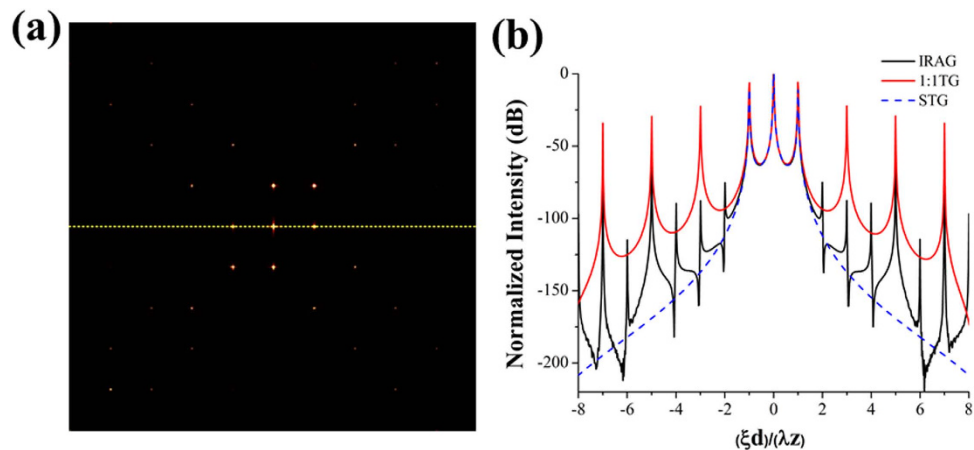 (a)
(b)
IRAG
1:1TG
STG
Normalized Intensity (dB)
0
-50
-100
-150
-200
-8 -6 -4 -2 0 2 4 6 8
(ξd)/(λz)